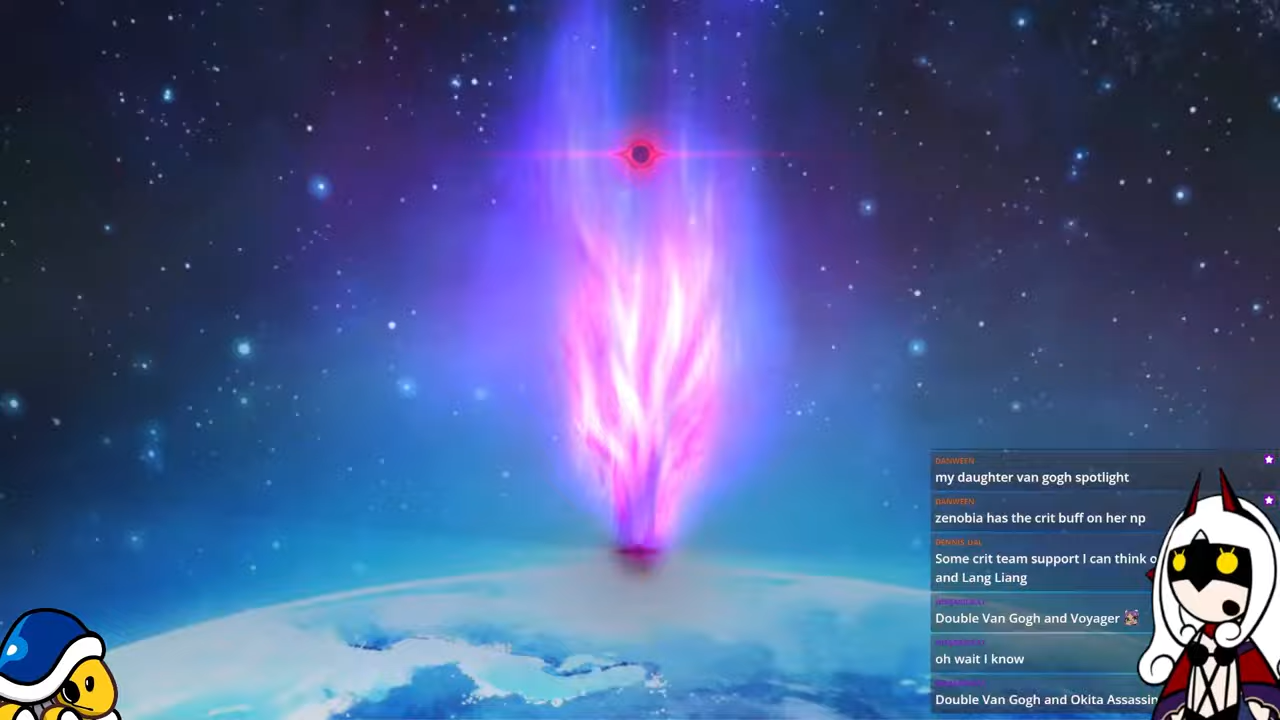 DANWEEN
my daughter van gogh spotlight
DANWEEN
zenobia has the crit buff on her np
Some crit team support I can think
and Lang Liang
Double Van Gogh and Voyager
oh wait I know
Double Van Gogh and Okita Assassin